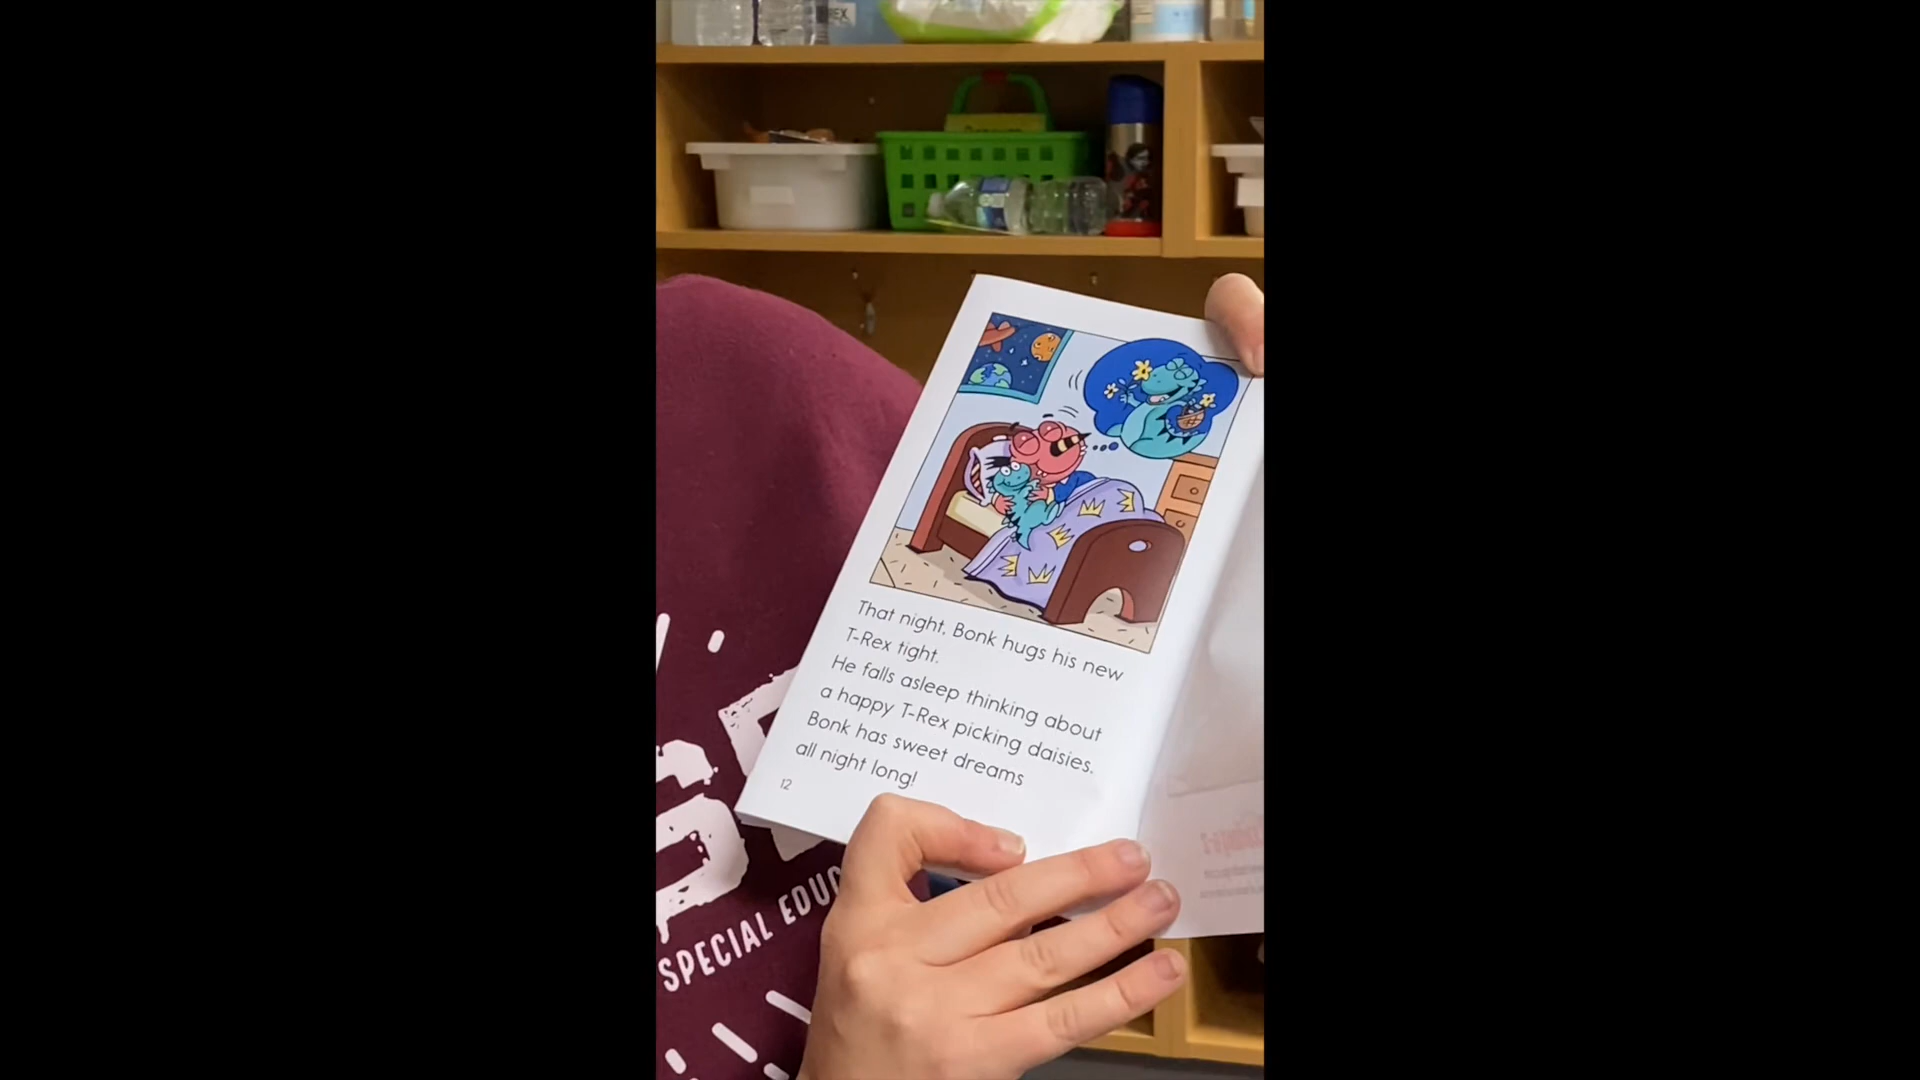 That night, Bonk hugs his new
T-Rex tight.
He falls asleep thinking about
a happy T-Rex picking daisies.
Bonk has sweet dreams
all night long!
12
SPECIAL